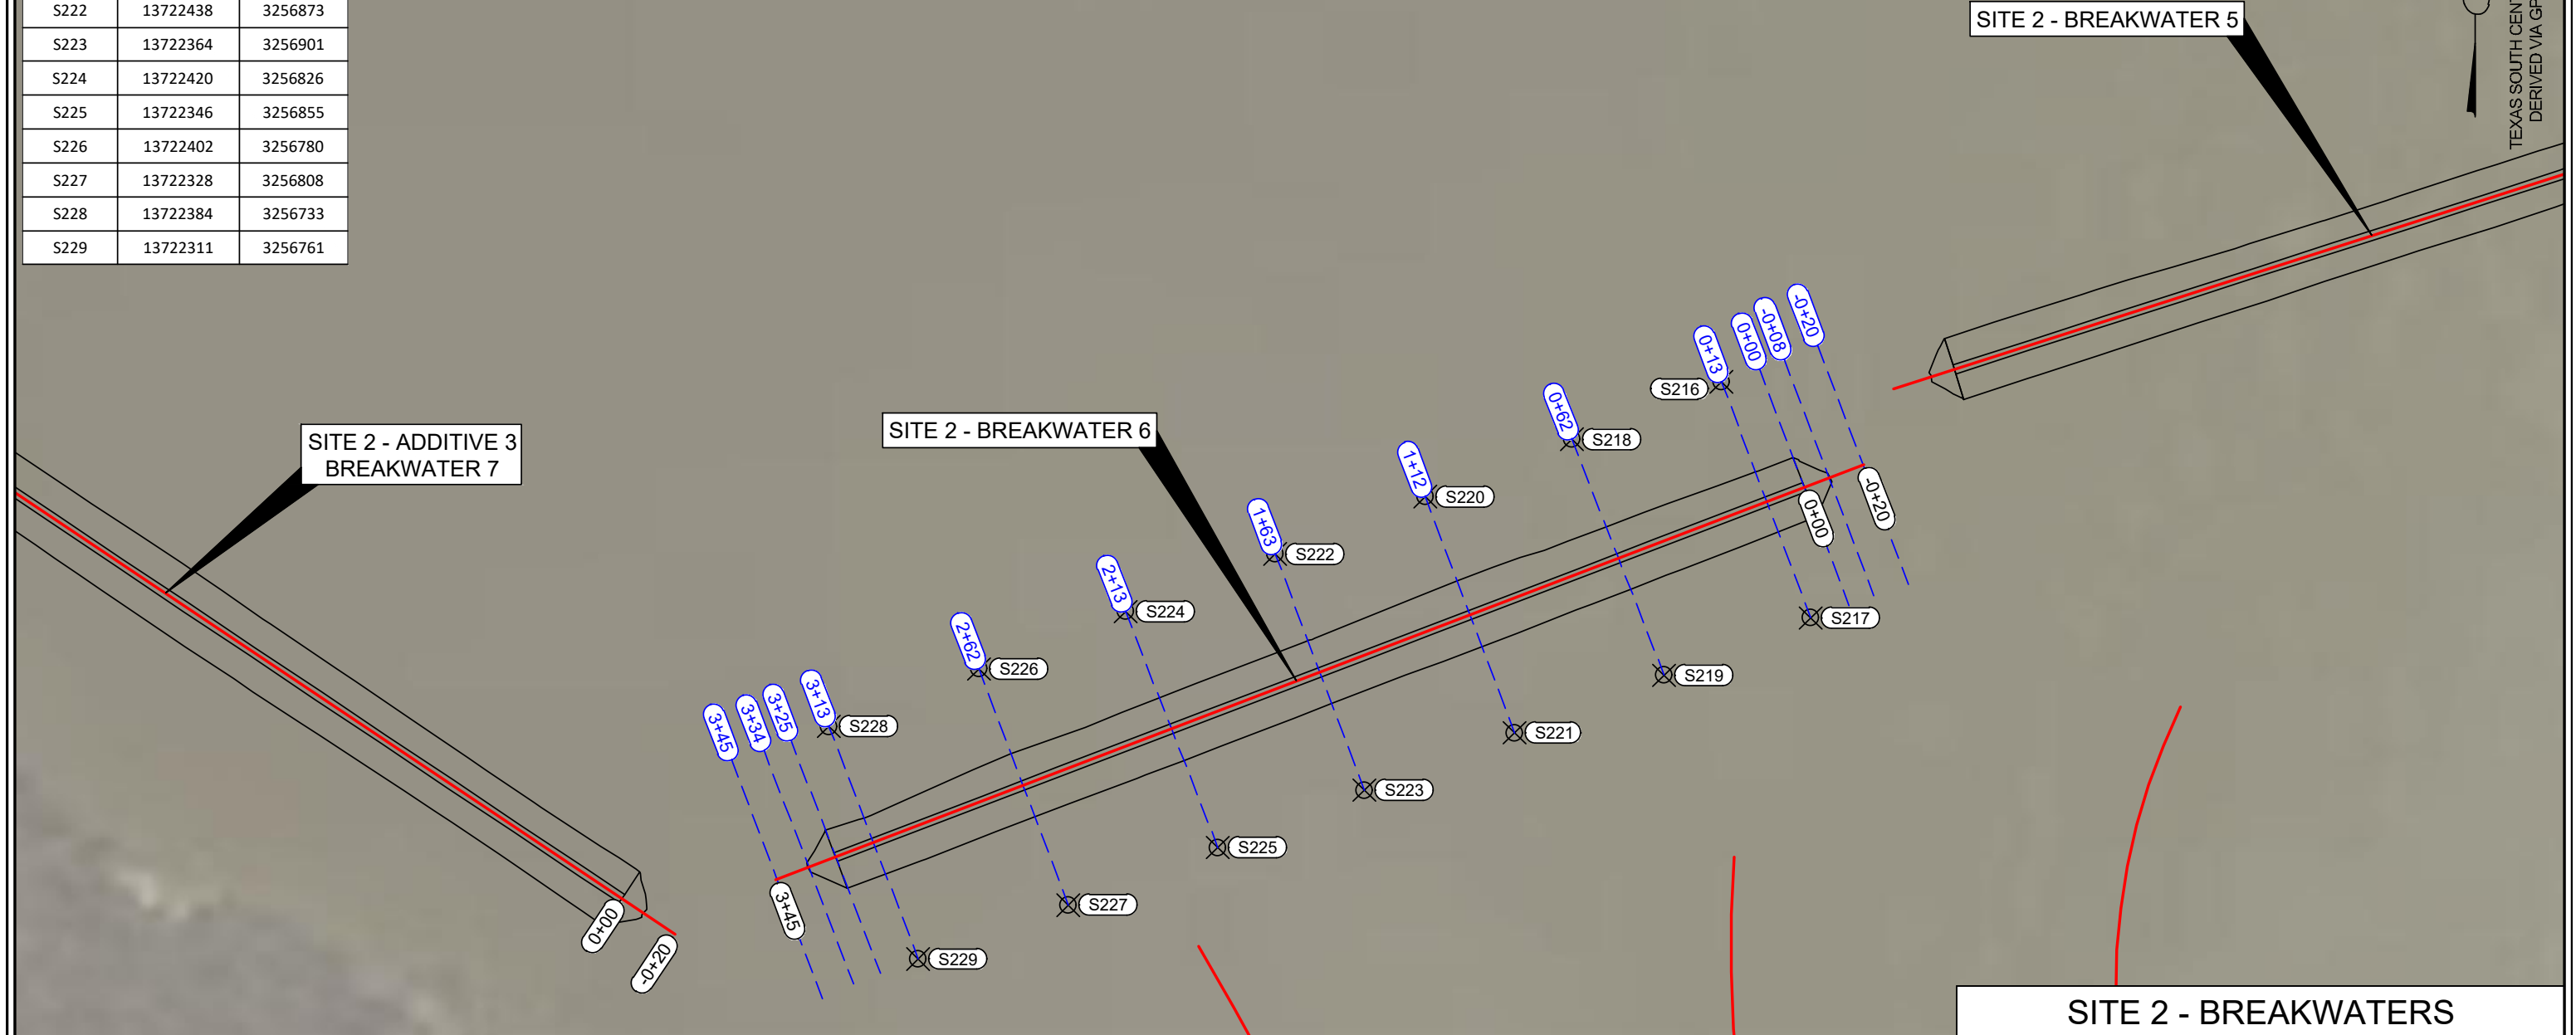 S222 13722438 3256873
S223 13722364 3256901
S224 13722420 3256826
S225 13722346 3256855
S226 13722402 3256780
S227 13722328 3256808
S228 13722384 3256733
S229 13722311 3256761
SITE 2 - BREAKWATER 5
TEXAS SOUTH
DERIVED VIA
SITE 2 - ADDITIVE 3
BREAKWATER 7
SITE 2 - BREAKWATER 6
-0+20
-0+08
0+00
0+13
S216
0+62
S218
1+12
S220
1+63
S222
2+13
S224
2+62
S226
3+13
S228
3+25
3+34
3+45
-0+20
0+00
S217
S219
S221
S223
S225
S227
S229
3+45
0+00
-0+20
SITE 2 - BREAKWATERS